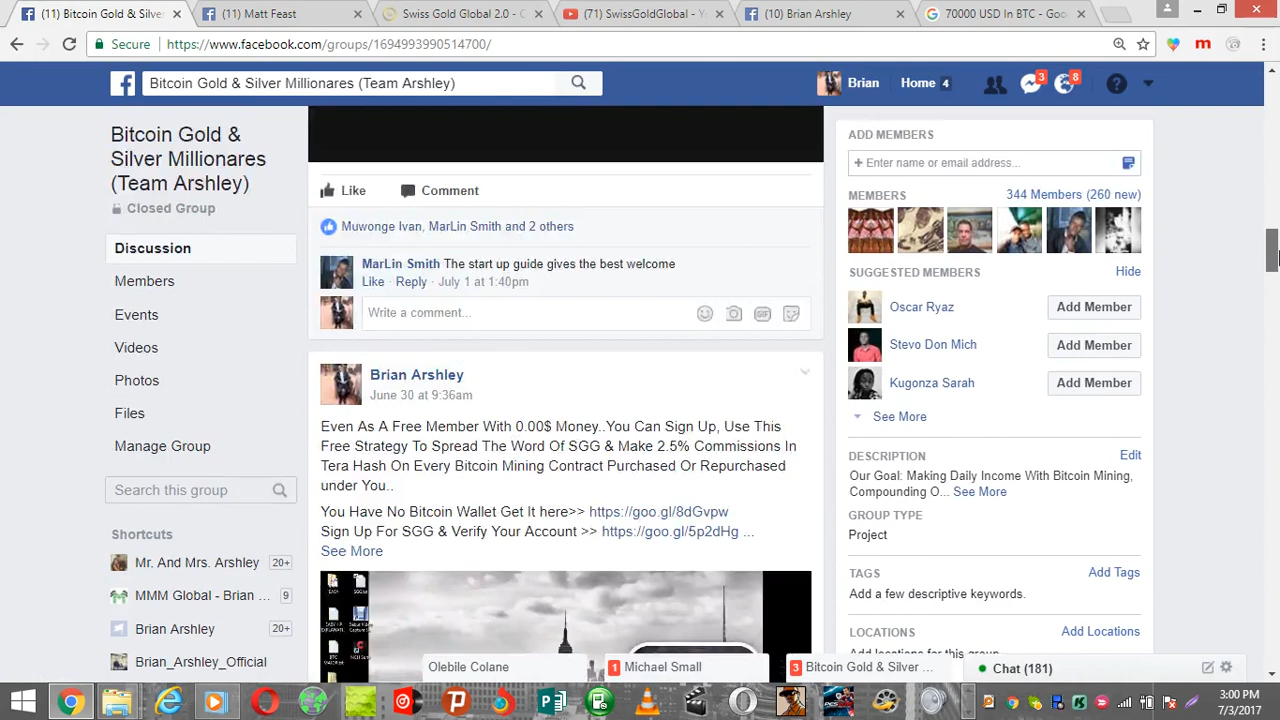 (11) Bitcoin Gold & Silver
(11) Matt Feast
Swiss Gold Global 2.0 - C
(71) SwissGoldGlobal - Yo
(10) Brian Arshley
70000 USD In BTC - Goo
Secure
https://www.facebook.com/groups/1694993990514700/
Bitcoin Gold & Silver Millionares (Team Arshley)
Brian
Home 4
3
8
Bitcoin Gold &
Silver Millionares
(Team Arshley)
Closed Group
Discussion
Members
Events
Videos
Photos
Files
Manage Group
Search this group
Shortcuts
Mr. And Mrs. Arshley 20+
MMM Global - Brian ... 9
Brian Arshley 20+
Brian_Arshley_Official
Like
Comment
Muwonge Ivan, MarLin Smith and 2 others
MarLin Smith The start up guide gives the best welcome
Like · Reply · July 1 at 1:40pm
Write a comment...
GIF
Brian Arshley
June 30 at 9:36am
Even As A Free Member With 0.00$ Money..You Can Sign Up, Use This
Free Strategy To Spread The Word Of SGG & Make 2.5% Commissions In
Tera Hash On Every Bitcoin Mining Contract Purchased Or Repurchased
under You..
You Have No Bitcoin Wallet Get It here>> https://goo.gl/8dGvpw
Sign Up For SGG & Verify Your Account >> https://goo.gl/5p2dHg ...
See More
ADD MEMBERS
+ Enter name or email address...
MEMBERS
344 Members (260 new)
SUGGESTED MEMBERS
Hide
Oscar Ryaz
Add Member
Stevo Don Mich
Add Member
Kugonza Sarah
Add Member
See More
DESCRIPTION
Edit
Our Goal: Making Daily Income With Bitcoin Mining,
Compounding O... See More
GROUP TYPE
Project
TAGS
Add Tags
Add a few descriptive keywords.
LOCATIONS
Add Locations
Add locations for this group
Olebile Colane
1 Michael Small
3 Bitcoin Gold & Silver ...
Chat (181)
3:00 PM
7/3/2017